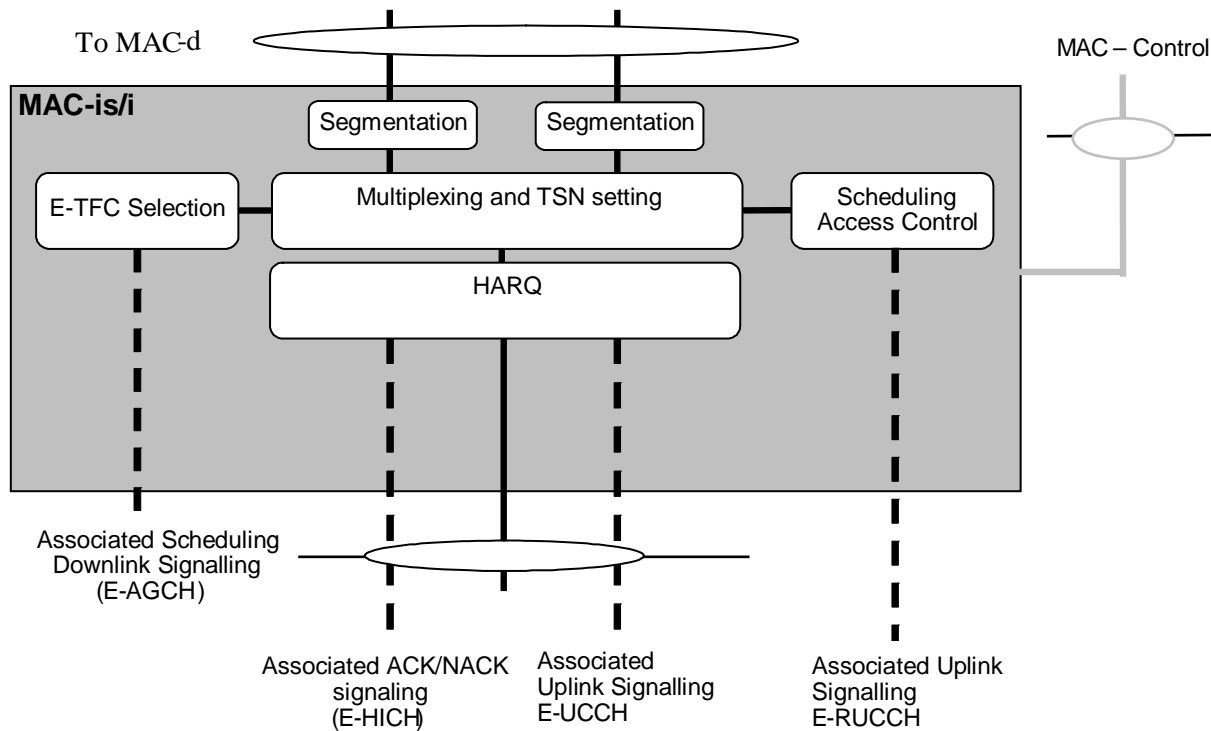 To MAC-d
MAC – Control
MAC-is/i
Segmentation
Segmentation
E-TFC Selection
Multiplexing and TSN setting
Scheduling
Access Control
HARQ
Associated Scheduling
Downlink Signalling
(E-AGCH)
Associated ACK/NACK
signaling
(E-HICH)
Associated
Uplink Signalling
E-UCCH
Associated Uplink
Signalling
E-RUCCH